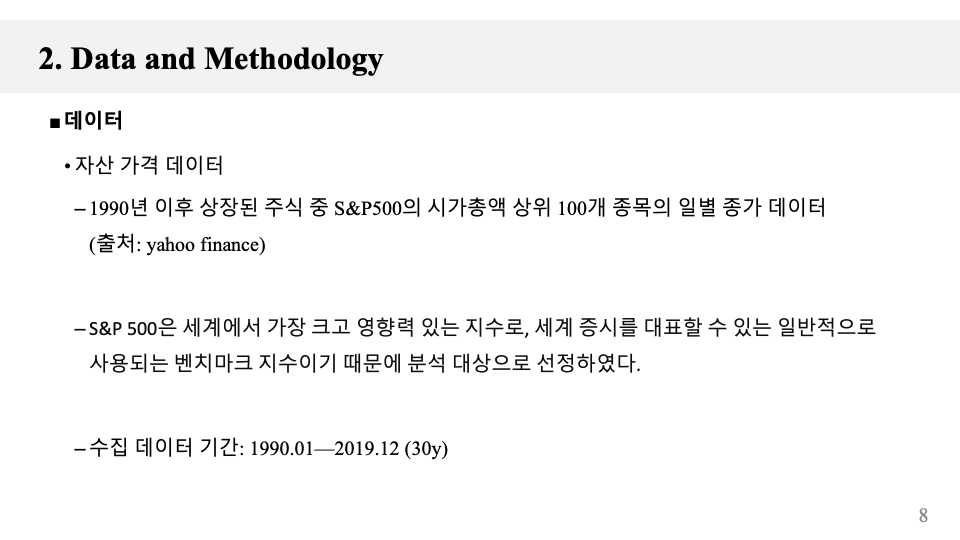 2. Data and Methodology
■ 데이터
• 자산 가격 데이터
– 1990년 이후 상장된 주식 중 S&P500의 시가총액 상위 100개 종목의 일별 종가 데이터
(출처: yahoo finance)
– S&P 500은 세계에서 가장 크고 영향력 있는 지수로, 세계 증시를 대표할 수 있는 일반적으로
사용되는 벤치마크 지수이기 때문에 분석 대상으로 선정하였다.
– 수집 데이터 기간: 1990.01—2019.12 (30y)
8